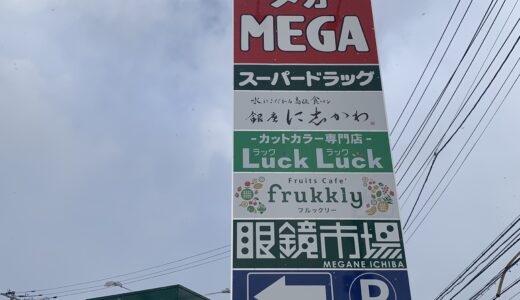 メガ
MEGA
スーパードラッグ
水にこだわる高級食パン
銀座に志かわ
-カットカラー専門店-
ラック ラック
Luck Luck
Fruits Cafe'
frukkly
フルックリー
眼鏡市場
MEGANE ICHIBA
P